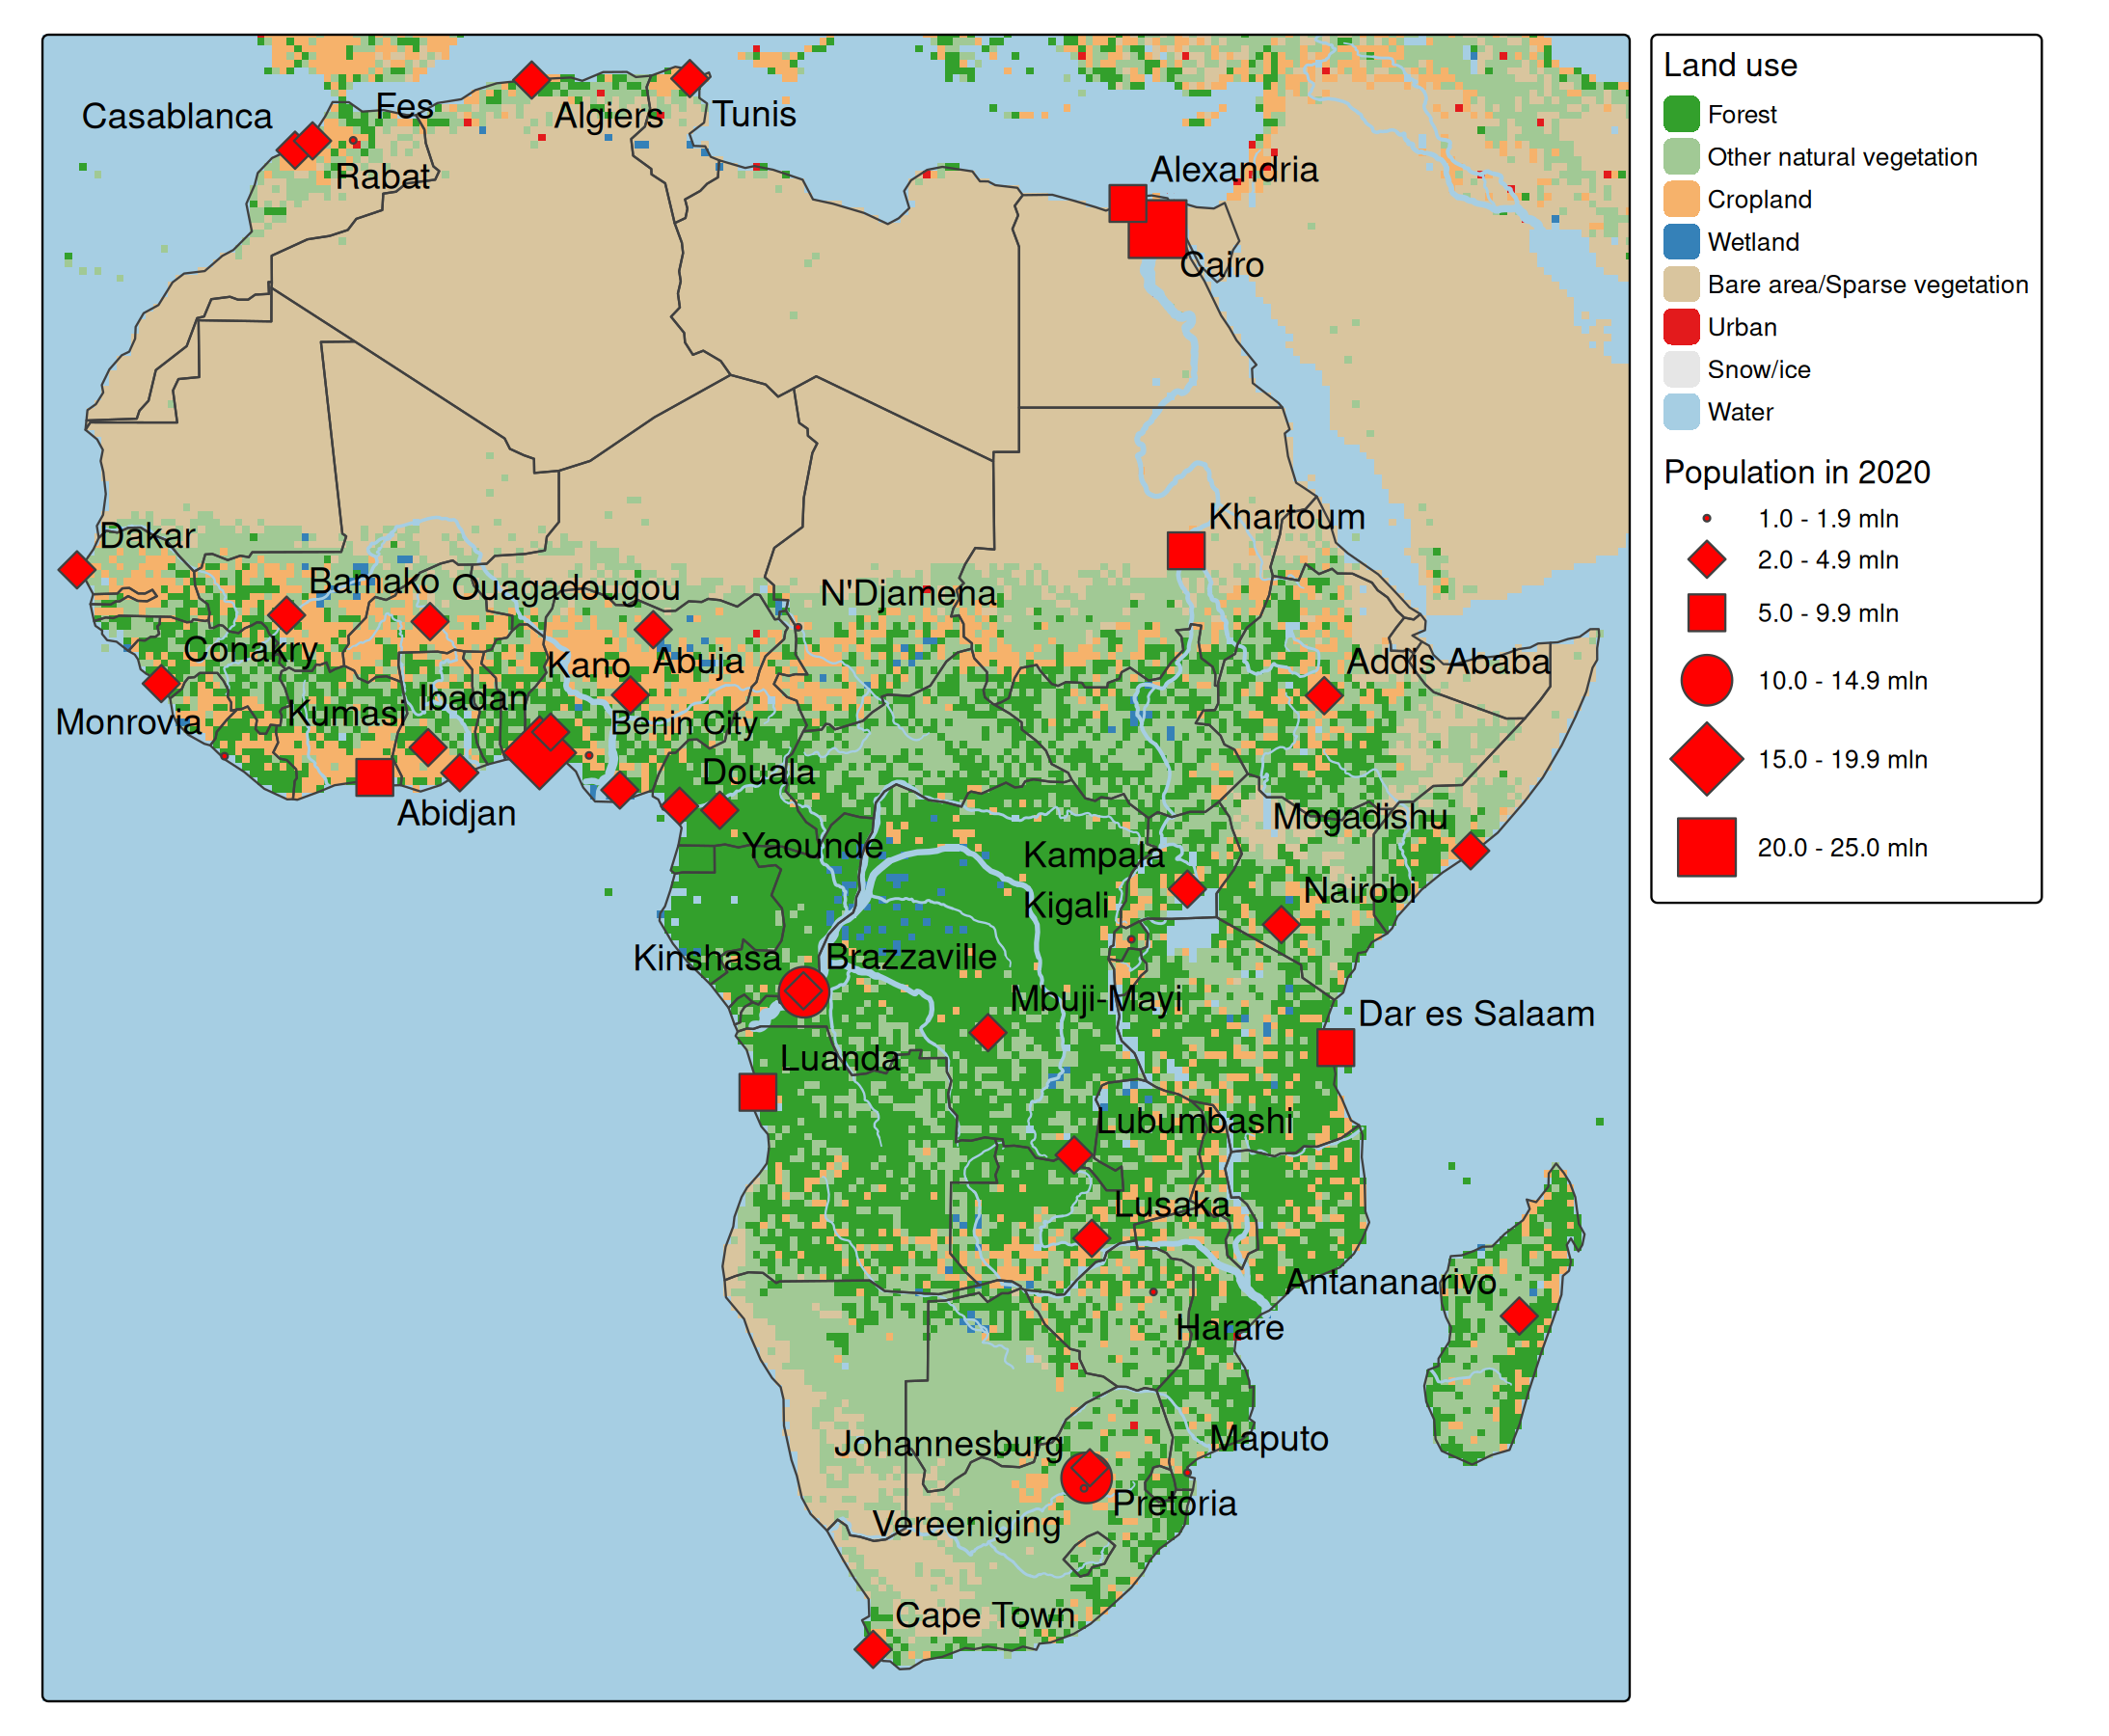 Casablanca
Fes
Algiers
Tunis
Rabat
Alexandria
Cairo
Dakar
Khartoum
Bamako
Ouagadougou
N'Djamena
Conakry
Kano
Abuja
Addis Ababa
Monrovia
Kumasi
Ibadan
Benin City
Douala
Abidjan
Yaounde
Mogadishu
Kampala
Kigali
Nairobi
Kinshasa
Brazzaville
Mbuji-Mayi
Dar es Salaam
Luanda
Lubumbashi
Lusaka
Antananarivo
Harare
Johannesburg
Maputo
Pretoria
Vereeniging
Cape Town
Land use
Forest
Other natural vegetation
Cropland
Wetland
Bare area/Sparse vegetation
Urban
Snow/ice
Water
Population in 2020
1.0 - 1.9 mln
2.0 - 4.9 mln
5.0 - 9.9 mln
10.0 - 14.9 mln
15.0 - 19.9 mln
20.0 - 25.0 mln